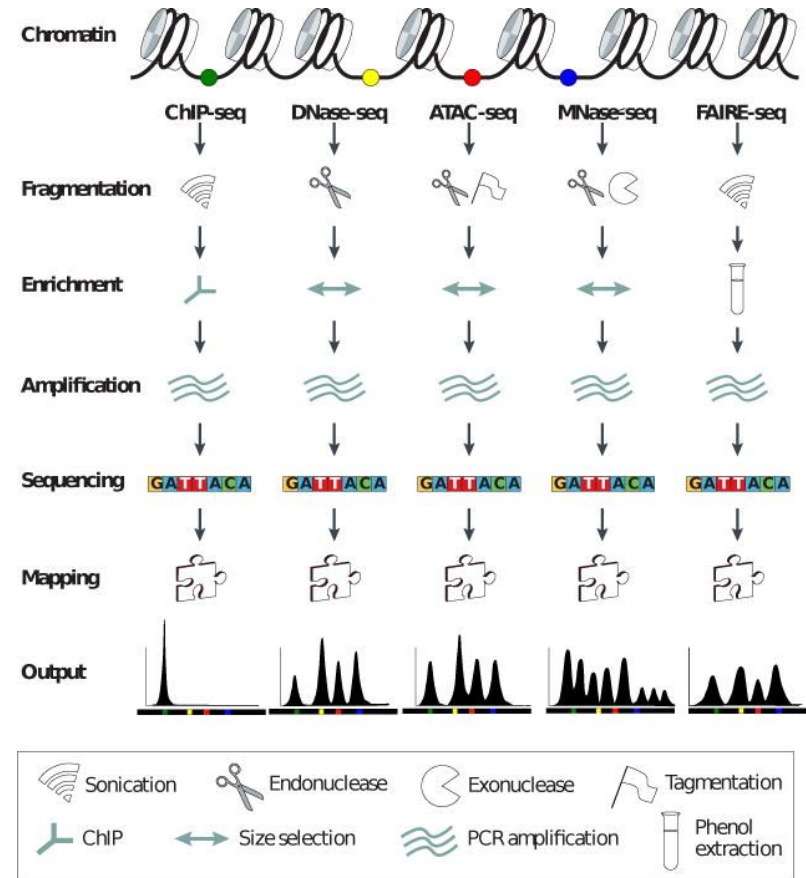 Chromatin
ChIP-seq DNase-seq ATAC-seq MNase-seq FAIRE-seq
Fragmentation
Enrichment
Amplification
Sequencing GATTACA GATTACA GATTACA GATTACA GATTACA
Mapping
Output
Sonication Endonuclease Exonuclease Tagmentation
ChIP Size selection PCR amplification Phenol
extraction